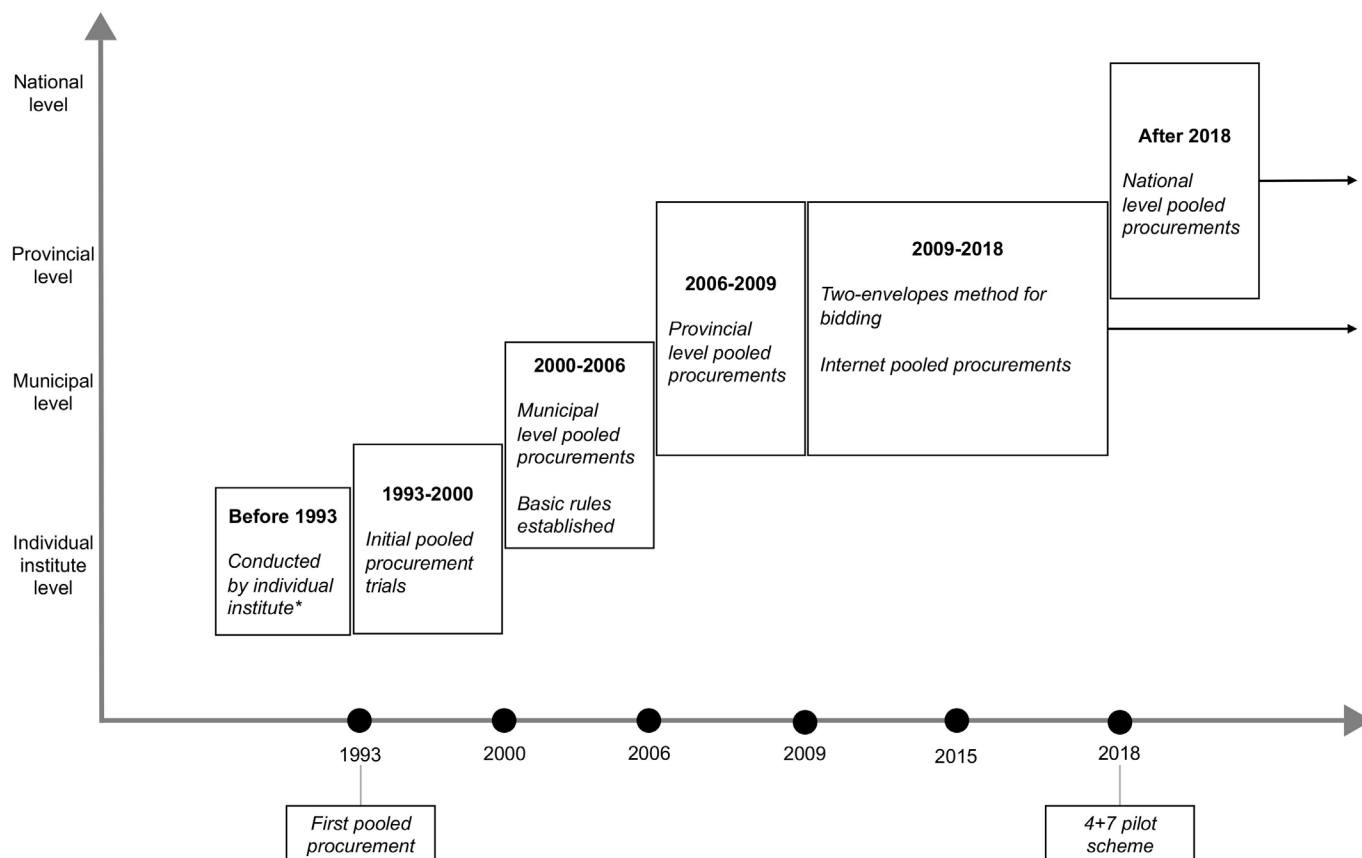 National
level
Provincial
level
Municipal
level
Individual
institute
level
Before 1993
Conducted
by individual
institute*
1993-2000
Initial pooled
procurement
trials
2000-2006
Municipal
level pooled
procurements
Basic rules
established
2006-2009
Provincial
level pooled
procurements
2009-2018
Two-envelopes method for
bidding
Internet pooled procurements
After 2018
National
level pooled
procurements
1993
2000
2006
2009
2015
2018
First pooled
procurement
4+7 pilot
scheme